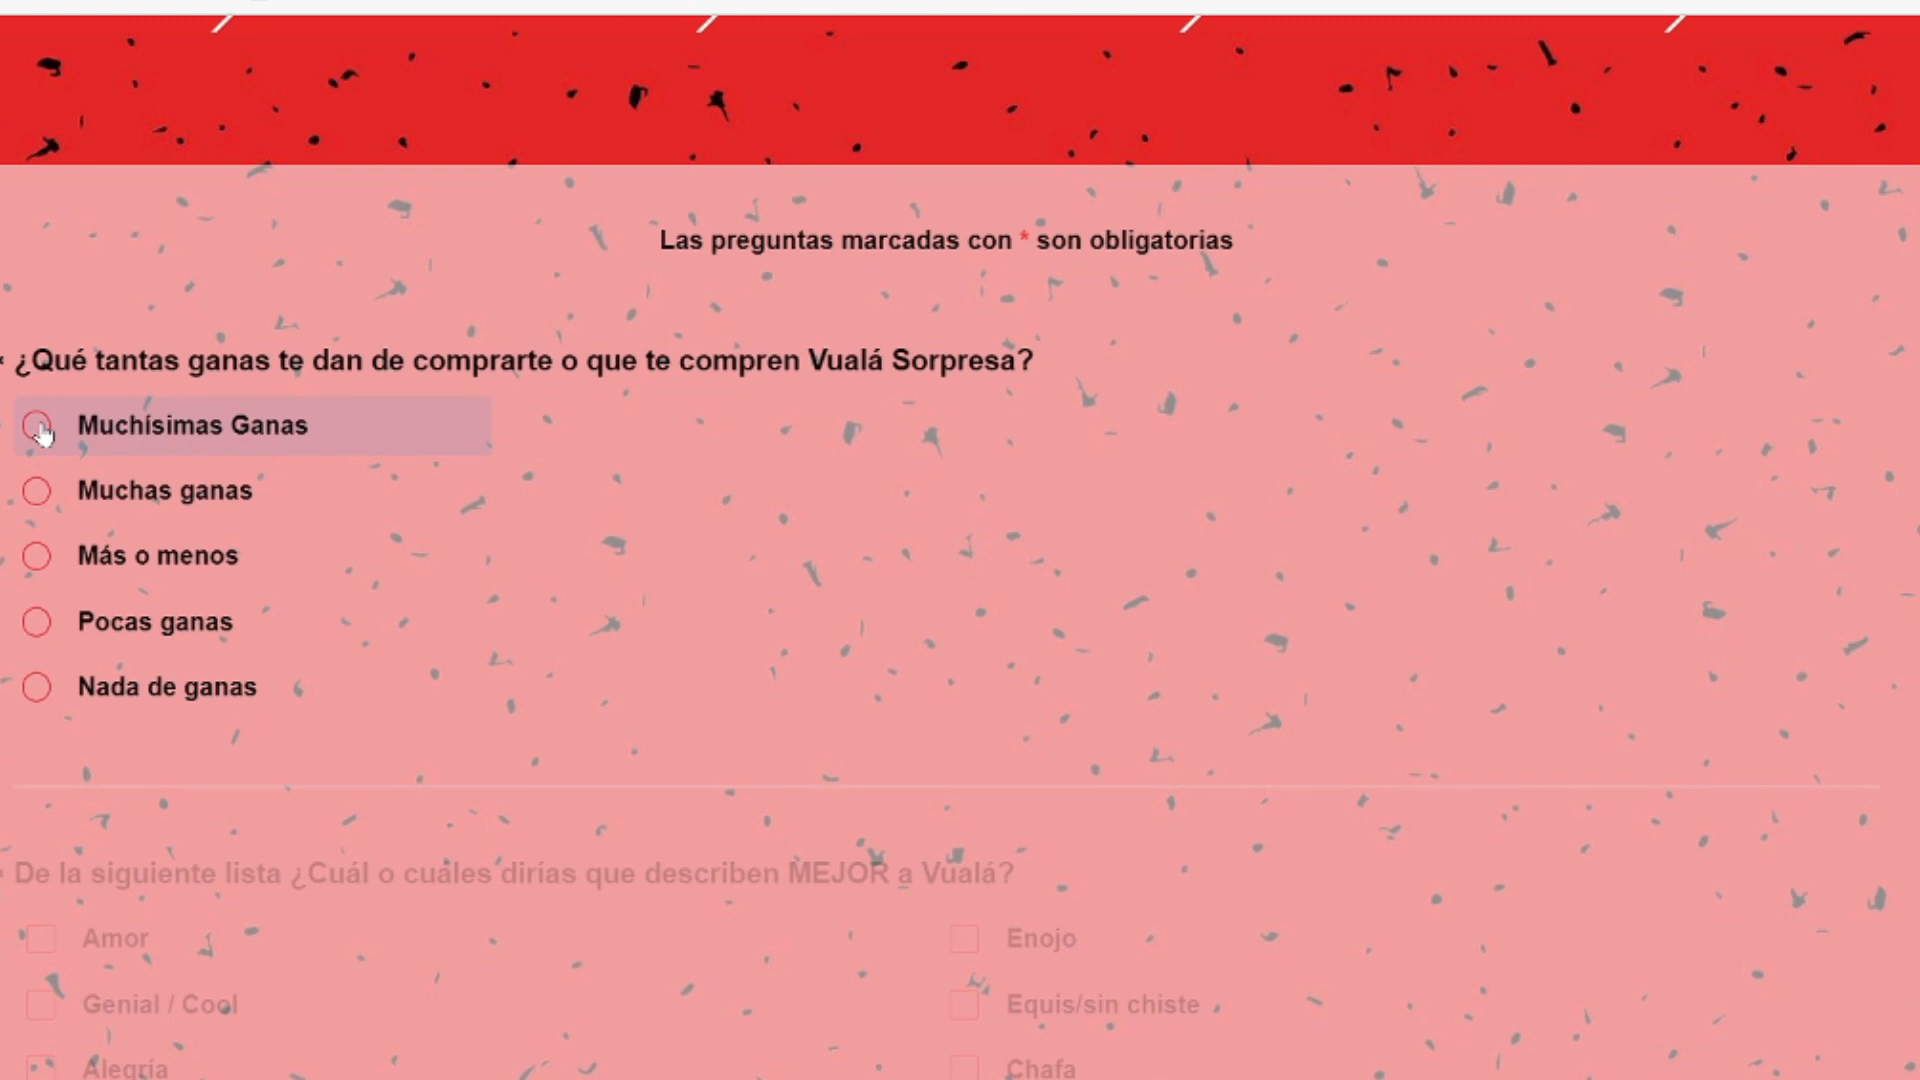 Las preguntas marcadas con * son obligatorias
¿Qué tantas ganas te dan de comprarte o que te compren Vualá Sorpresa?
Muchísimas Ganas
Muchas ganas
Más o menos
Pocas ganas
Nada de ganas
De la siguiente lista ¿Cuál o cuáles dirías que describen MEJOR a Vualá?
Amor
Enojo
Genial / Cool
Equis/sin chiste
Alegría
Chafa